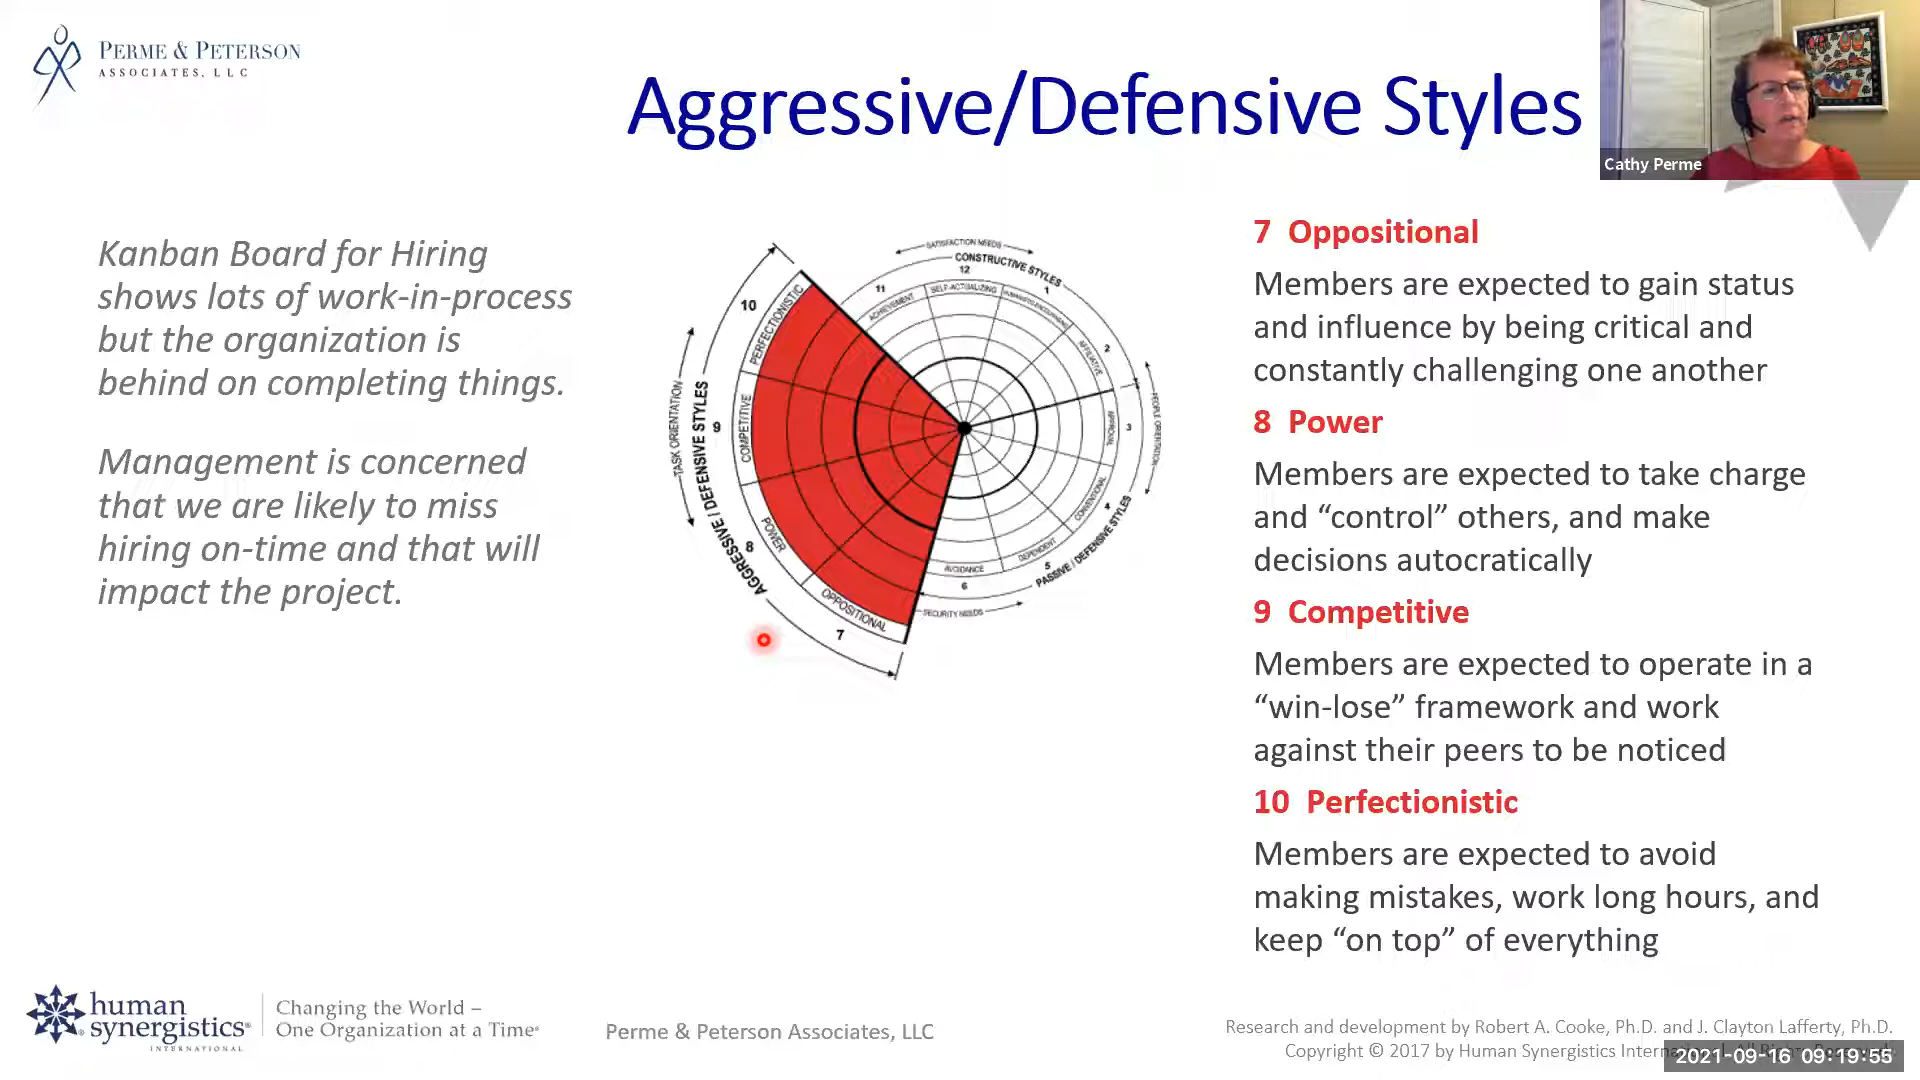 PERME & PETERSON
ASSOCIATES, LLC
Aggressive/Defensive Styles
Cathy Perme
Kanban Board for Hiring
shows lots of work-in-process
but the organization is
behind on completing things.
Management is concerned
that we are likely to miss
hiring on-time and that will
impact the project.
SATISFACTION NEEDS
CONSTRUCTIVE STYLES
12
11
1
ACHIEVEMENT
SELF-ACTUALIZING
HUMANISTIC-ENCOURAGING
10
PERFECTIONISTIC
2
AFFILIATIVE
TASK ORIENTATION
AGGRESSIVE / DEFENSIVE STYLES
9
COMPETITIVE
APPROVAL
3
PEOPLE ORIENTATION
CONVENTIONAL
4
8
POWER
DEPENDENT
5
PASSIVE / DEFENSIVE STYLES
AVOIDANCE
6
OPPOSITIONAL
7
SECURITY NEEDS
7 Oppositional
Members are expected to gain status
and influence by being critical and
constantly challenging one another
8 Power
Members are expected to take charge
and “control” others, and make
decisions autocratically
9 Competitive
Members are expected to operate in a
“win-lose” framework and work
against their peers to be noticed
10 Perfectionistic
Members are expected to avoid
making mistakes, work long hours, and
keep “on top” of everything
human
synergistics®
INTERNATIONAL
Changing the World –
One Organization at a Time®
Perme & Peterson Associates, LLC
Research and development by Robert A. Cooke, Ph.D. and J. Clayton Lafferty, Ph.D.
Copyright © 2017 by Human Synergistics
2021-09-16 09:19:55